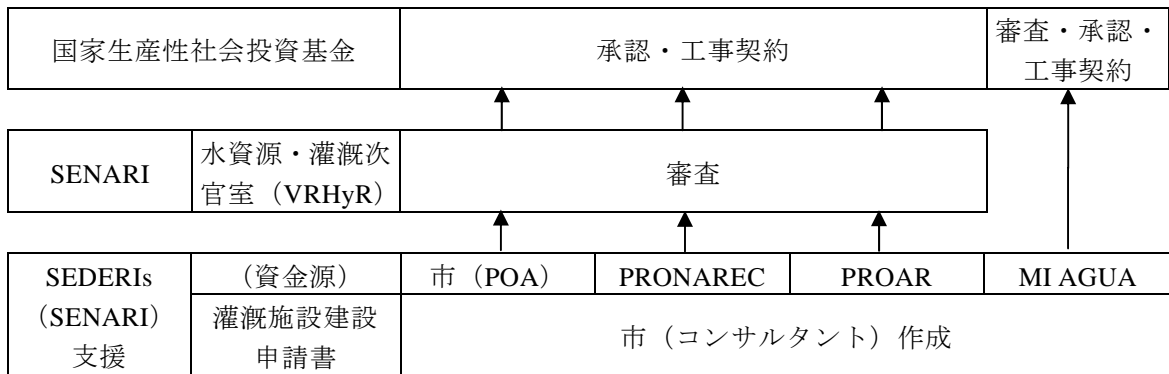 国家生産性社会投資基金
承認・工事契約
審査・承認・
工事契約
SENARI
水資源・灌漑次
官室（VRHyR）
審査
SEDERIs
（SENARI）
支援
（資金源）
市（POA）
PRONAREC
PROAR
MI AGUA
灌漑施設建設
申請書
市（コンサルタント）作成